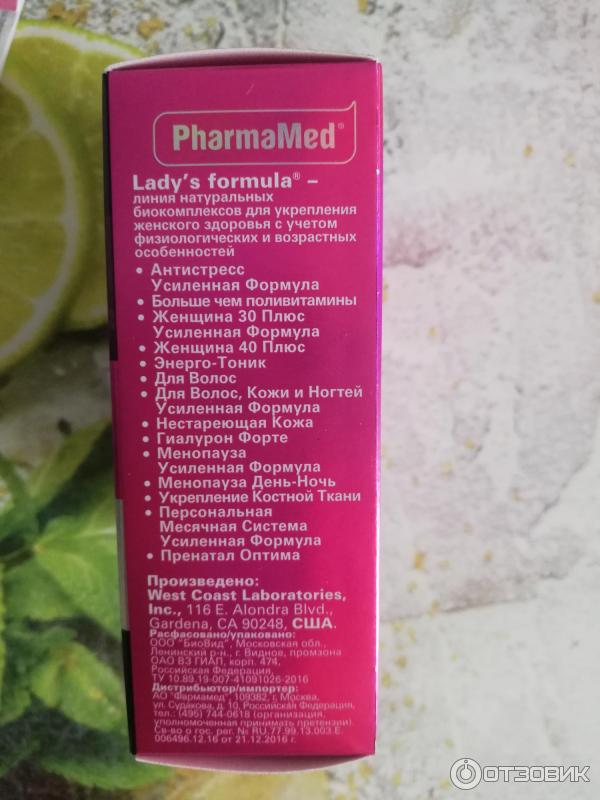 PharmaMed®
Lady's formula® –
линия натуральных
биокомплексов для укрепления
женского здоровья с учетом
физиологических и возрастных
особенностей
• Антистресс
Усиленная Формула
• Больше чем поливитамины
• Женщина 30 Плюс
Усиленная Формула
• Женщина 40 Плюс
• Энерго-Тоник
• Для Волос
• Для Волос, Кожи и Ногтей
Усиленная Формула
• Нестареющая Кожа
• Гиалурон Форте
• Менопауза
Усиленная Формула
• Менопауза День-Ночь
• Укрепление Костной Ткани
• Персональная
Месячная Система
Усиленная Формула
• Пренатал Оптима
Произведено:
West Coast Laboratories,
Inc., 116 E. Alondra Blvd.,
Gardena, CA 90248, США.
Расфасовано/упаковано:
ООО "БиоВид", Московская обл.,
Ленинский р-н., г. Видное, промзона
ОАО ВЗ ГИАП, корп. 474,
Российская Федерация,
ТУ 10.89.19-007-41091026-2016
Дистрибьютор/импортер:
АО "Фармамед", 109382, г. Москва,
ул. Судакова, д. 10, Российская Федерация,
тел.: (495) 744-0618 (организация,
уполномоченная принимать претензии).
Св-во о гос. рег. № RU.77.99.13.003.Е.
006496.12.16 от 21.12.2016 г.
ОТЗОВИК